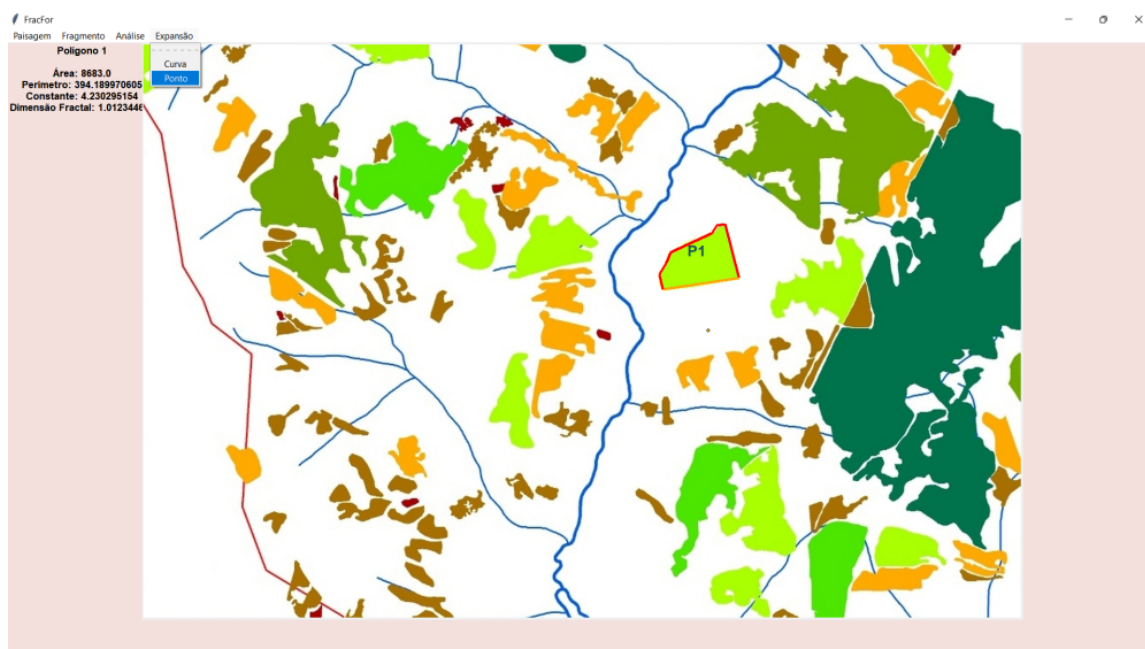 FracFor
Paisagem Fragmento Análise Expansão
Curva
Ponto
Poligono 1
Área: 8683.0
Perimetro: 394.189970605
Constante: 4.230295154
Dimensão Fractal: 1.0123446
P1